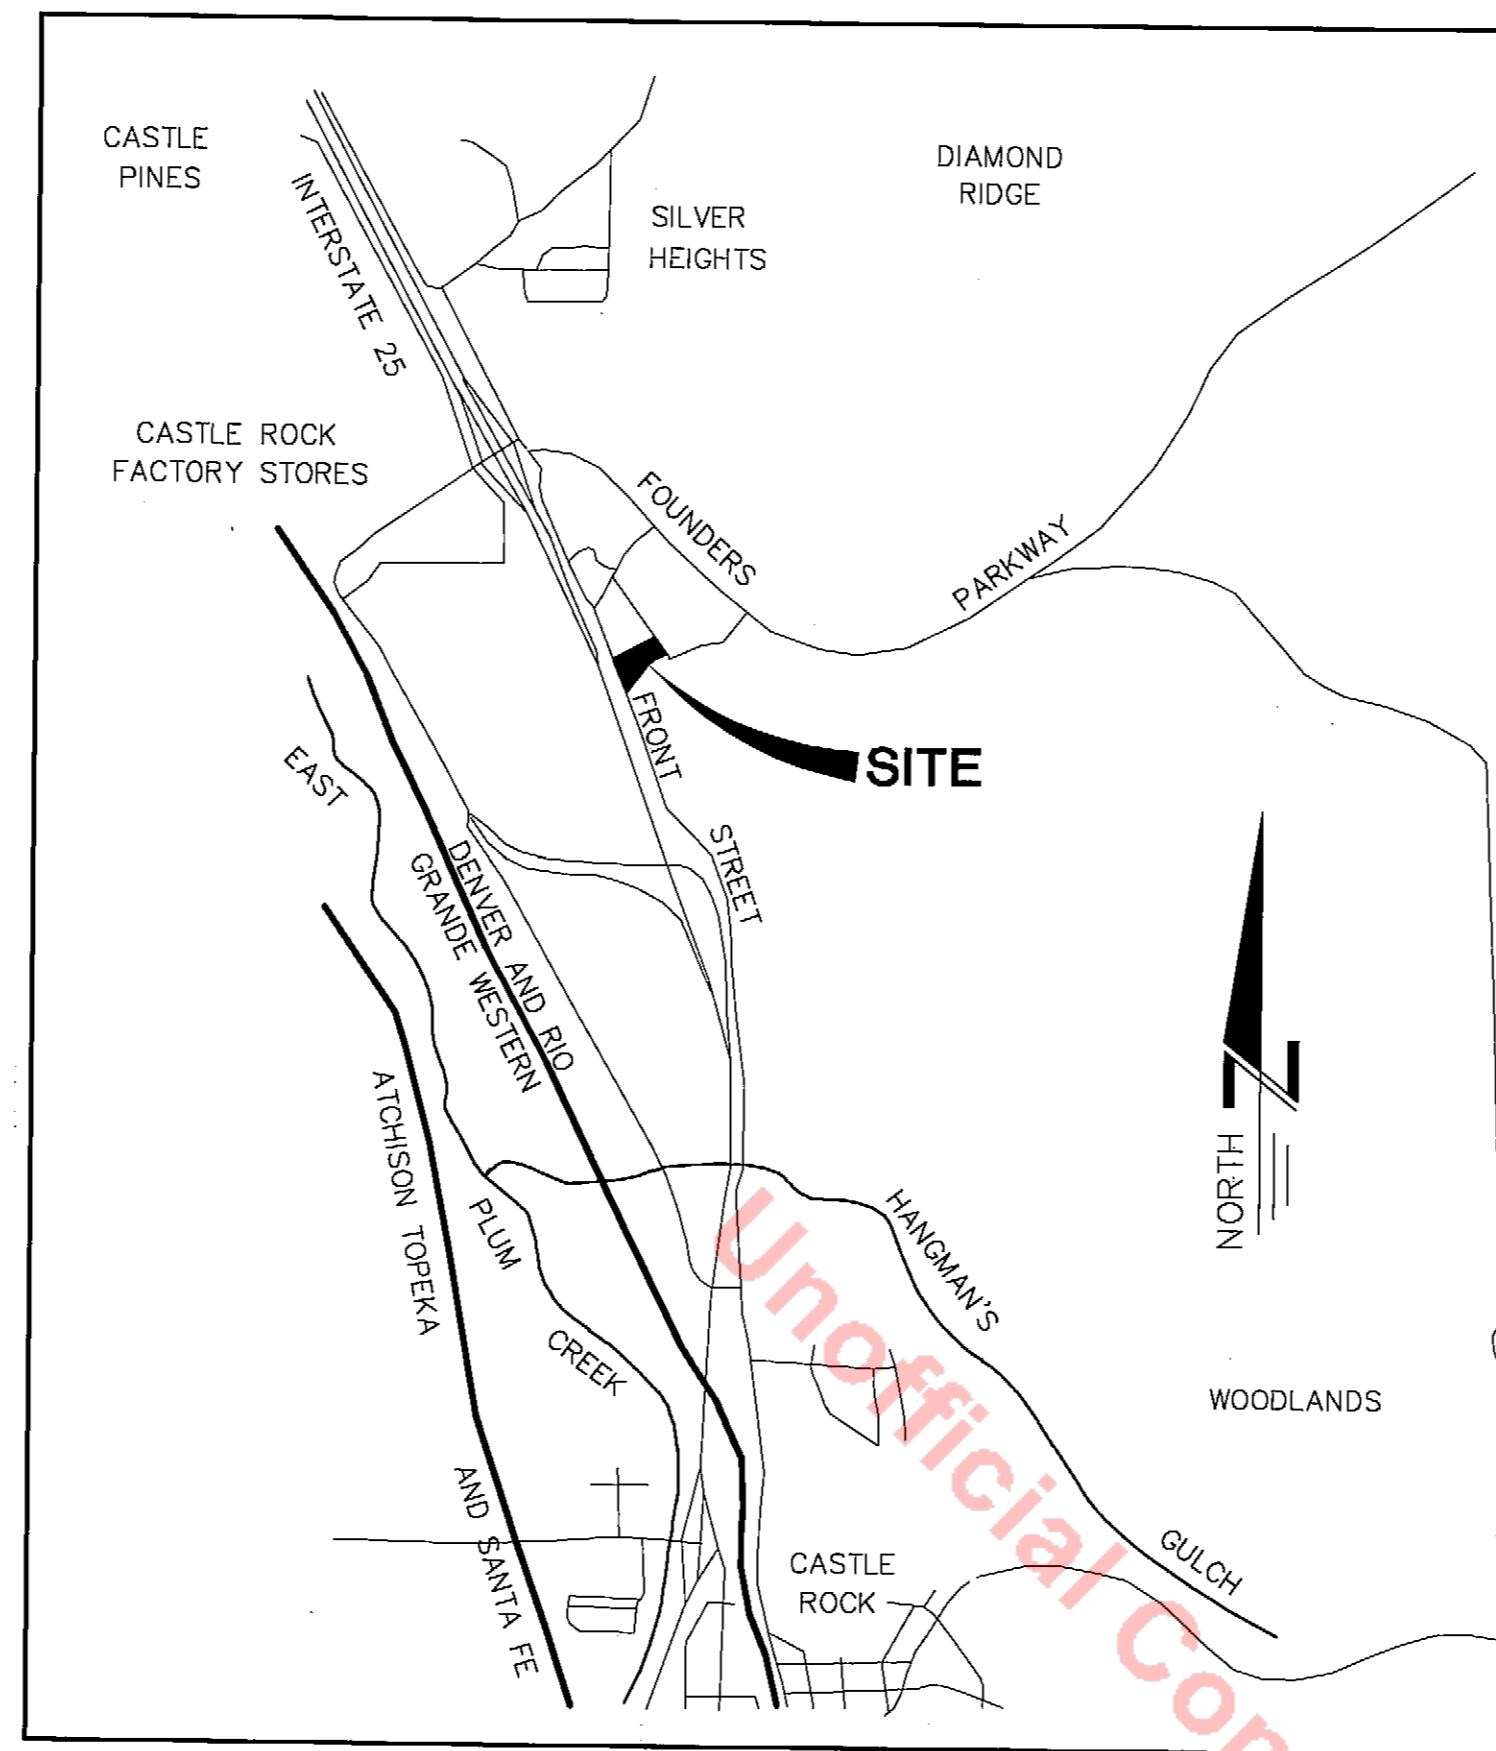 CASTLE
PINES
INTERSTATE 25
SILVER
HEIGHTS
DIAMOND
RIDGE
CASTLE ROCK
FACTORY STORES
FOUNDERS
PARKWAY
SITE
FRONT
STREET
EAST
PLUM
CREEK
DENVER AND RIO
GRANDE WESTERN
ATCHISON TOPEKA
AND SANTA FE
HANGMAN'S
GULCH
N
NORTH
WOODLANDS
CASTLE
ROCK
Unofficial